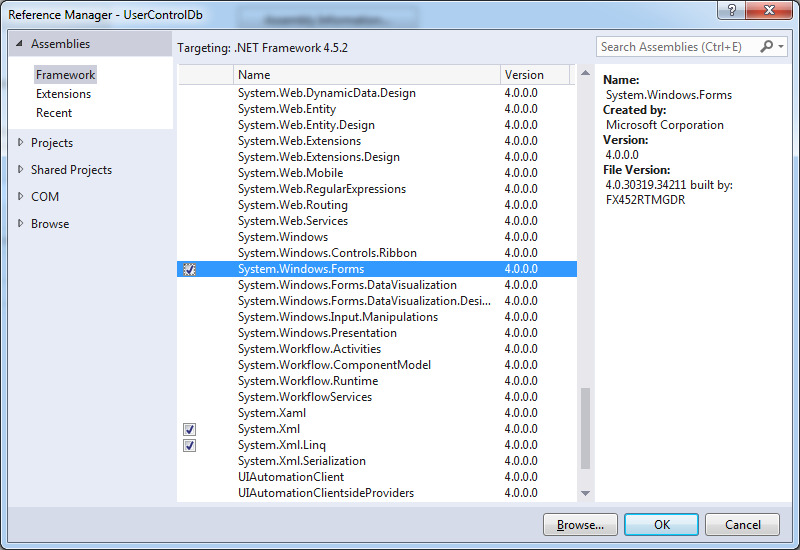 Reference Manager - UserControlDb
Assembly Information...
Assemblies
Framework
Extensions
Recent
Projects
Shared Projects
COM
Browse
Targeting: .NET Framework 4.5.2
Search Assemblies (Ctrl+E)
Name Version
System.Web.DynamicData.Design 4.0.0.0
System.Web.Entity 4.0.0.0
System.Web.Entity.Design 4.0.0.0
System.Web.Extensions 4.0.0.0
System.Web.Extensions.Design 4.0.0.0
System.Web.Mobile 4.0.0.0
System.Web.RegularExpressions 4.0.0.0
System.Web.Routing 4.0.0.0
System.Web.Services 4.0.0.0
System.Windows 4.0.0.0
System.Windows.Controls.Ribbon 4.0.0.0
System.Windows.Forms 4.0.0.0
System.Windows.Forms.DataVisualization 4.0.0.0
System.Windows.Forms.DataVisualization.Desi... 4.0.0.0
System.Windows.Input.Manipulations 4.0.0.0
System.Windows.Presentation 4.0.0.0
System.Workflow.Activities 4.0.0.0
System.Workflow.ComponentModel 4.0.0.0
System.Workflow.Runtime 4.0.0.0
System.WorkflowServices 4.0.0.0
System.Xaml 4.0.0.0
System.Xml 4.0.0.0
System.Xml.Linq 4.0.0.0
System.Xml.Serialization 4.0.0.0
UIAutomationClient 4.0.0.0
UIAutomationClientsideProviders 4.0.0.0
Name:
System.Windows.Forms
Created by:
Microsoft Corporation
Version:
4.0.0.0
File Version:
4.0.30319.34211 built by:
FX452RTMGDR
Browse... OK Cancel